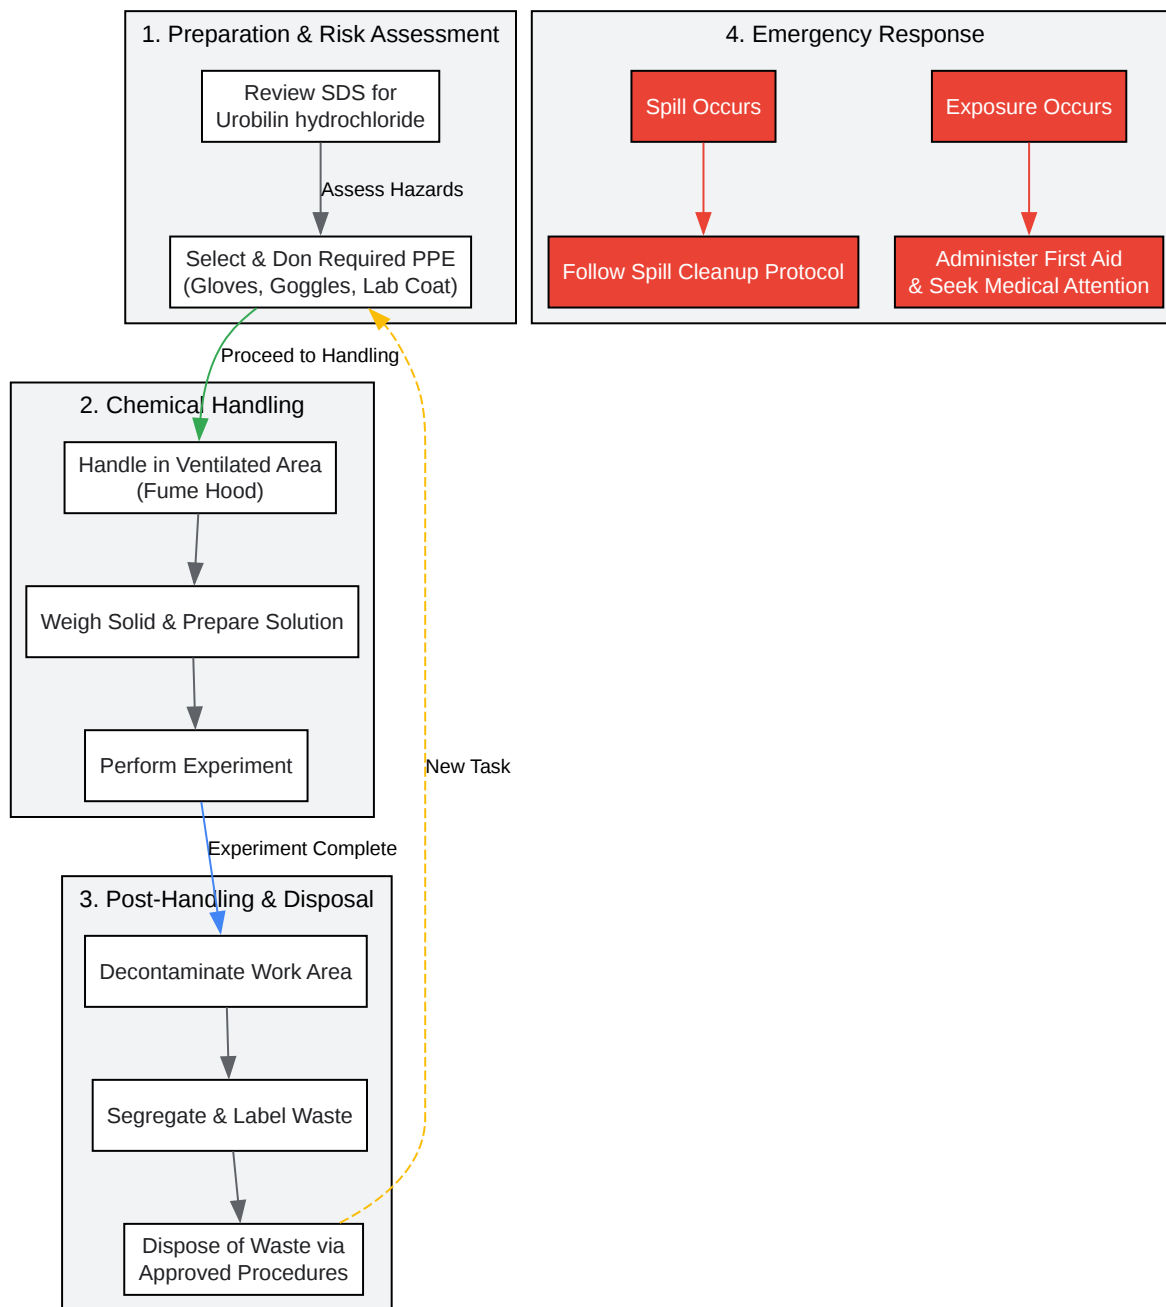 1. Preparation & Risk Assessment
Review SDS for
Urobilin hydrochloride
Assess Hazards
Select & Don Required PPE
(Gloves, Goggles, Lab Coat)
Proceed to Handling
2. Chemical Handling
Handle in Ventilated Area
(Fume Hood)
Weigh Solid & Prepare Solution
Perform Experiment
Experiment Complete
3. Post-Handling & Disposal
Decontaminate Work Area
Segregate & Label Waste
Dispose of Waste via
Approved Procedures
New Task
4. Emergency Response
Spill Occurs
Follow Spill Cleanup Protocol
Exposure Occurs
Administer First Aid
& Seek Medical Attention